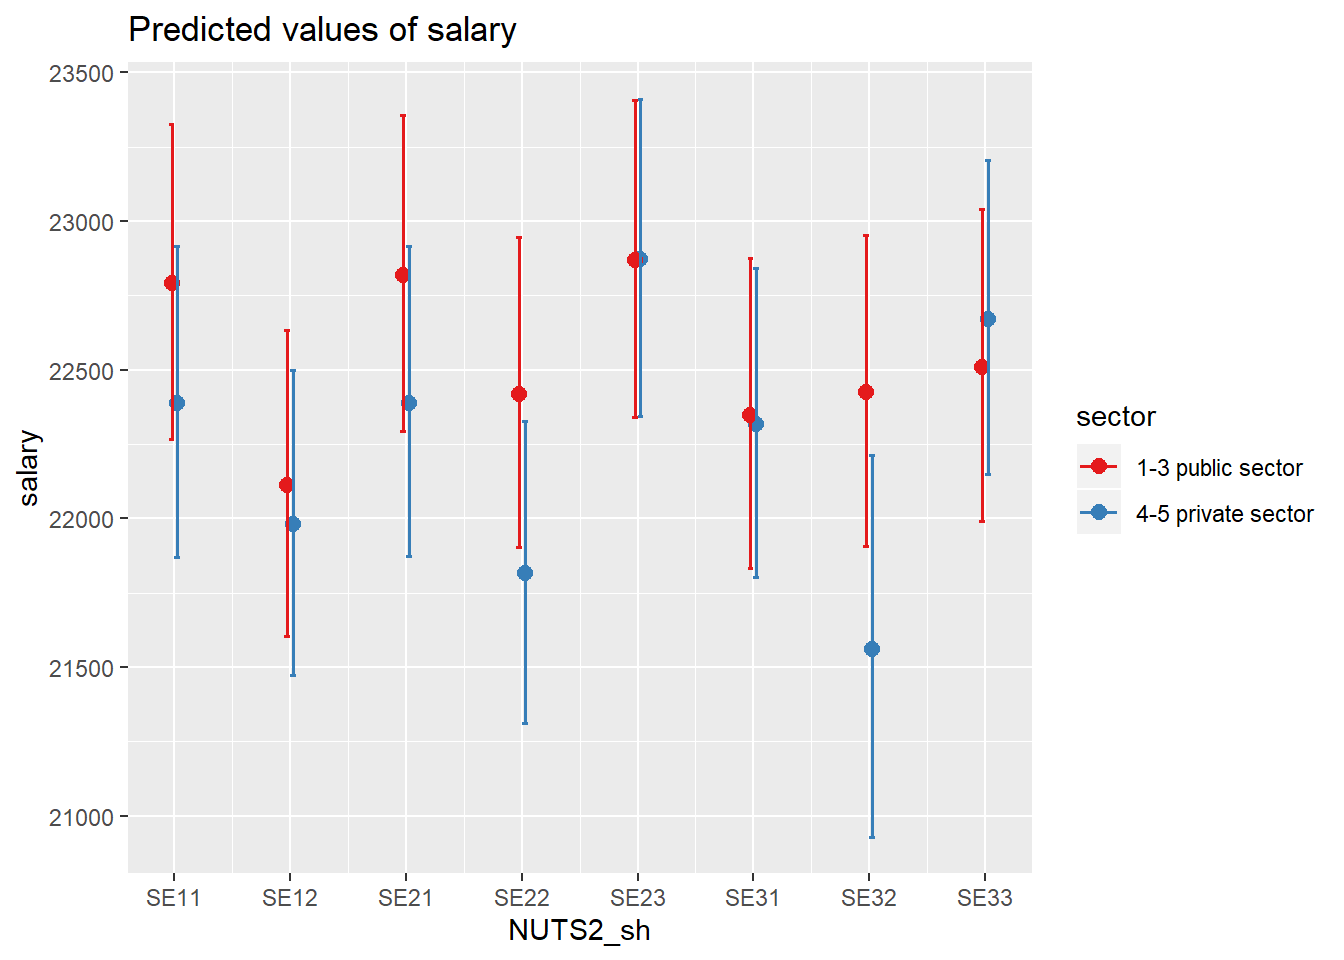 Predicted values of salary
23500
23000
22500
22000
21500
21000
salary
SE11 SE12 SE21 SE22 SE23 SE31 SE32 SE33
NUTS2_sh
sector
1-3 public sector
4-5 private sector